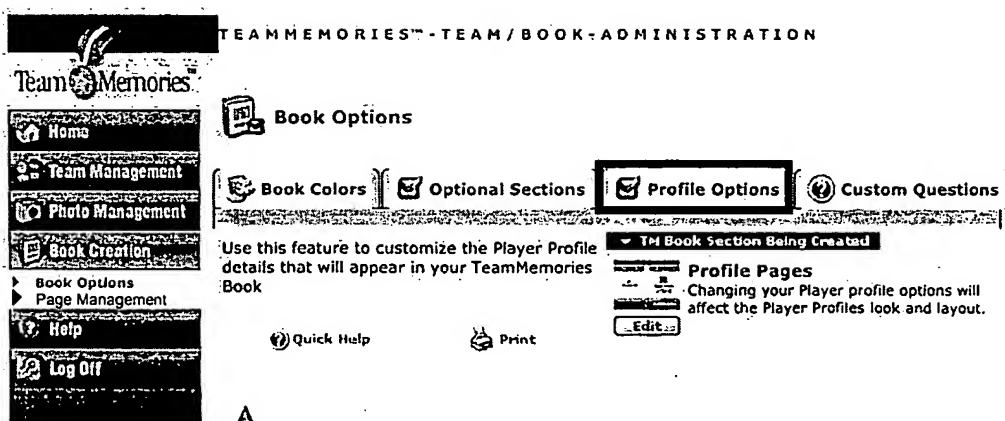 TEAMMEMORIES™-TEAM/BOOK-ADMINISTRATION
Team Memories™
Book Options
Home
Team Management
Photo Management
Book Creation
Book Options
Page Management
Help
Log Off
Book Colors
Optional Sections
Profile Options
Custom Questions
Use this feature to customize the Player Profile
details that will appear in your TeamMemories
Book
Quick Help
Print
TM Book Section Being Created
Profile Pages
Changing your Player profile options will
affect the Player Profiles look and layout.
Edit
A